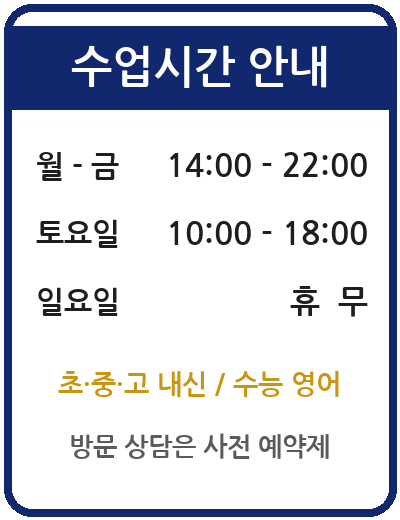 수업시간 안내
월 - 금 14:00 - 22:00
토요일 10:00 - 18:00
일요일 휴 무
초·중·고 내신 / 수능 영어
방문 상담은 사전 예약제